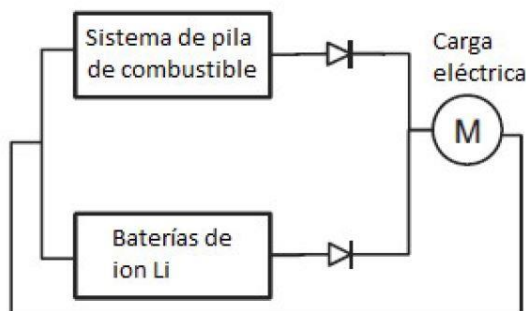 Sistema de pila
de combustible
Carga
eléctrica
M
Baterías de
ion Li